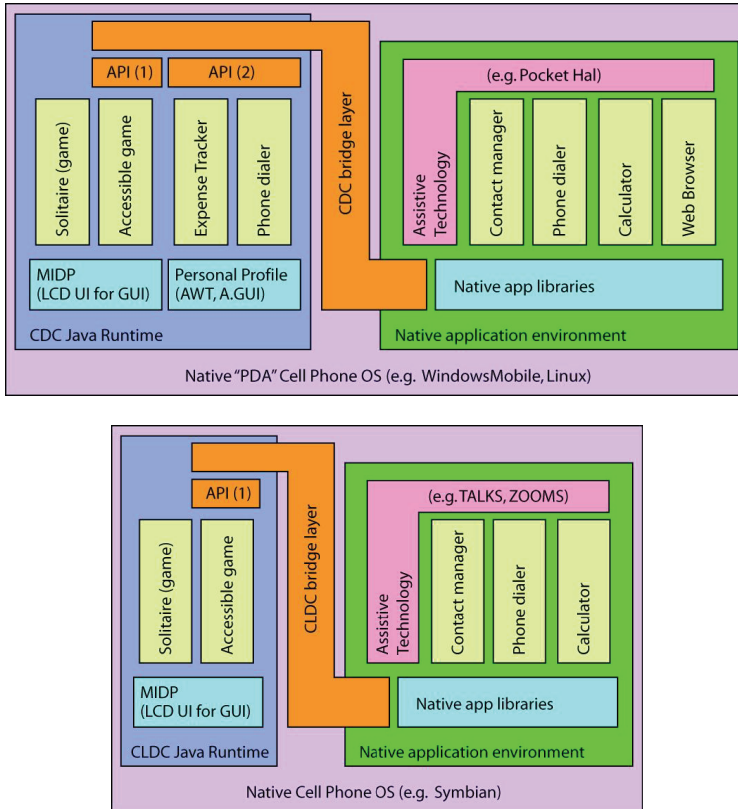 API (1)
API (2)
Solitaire (game)
Accessible game
Expense Tracker
Phone dialer
MIDP
(LCD UI for GUI)
Personal Profile
(AWT, A.GUI)
CDC Java Runtime
CDC bridge layer
(e.g. Pocket Hal)
Assistive
Technology
Contact manager
Phone dialer
Calculator
Web Browser
Native app libraries
Native application environment
Native “PDA” Cell Phone OS (e.g. WindowsMobile, Linux)
API (1)
Solitaire (game)
Accessible game
MIDP
(LCD UI for GUI)
CLDC Java Runtime
CLDC bridge layer
(e.g. TALKS, ZOOMS)
Assistive
Technology
Contact manager
Phone dialer
Calculator
Native app libraries
Native application environment
Native Cell Phone OS (e.g. Symbian)